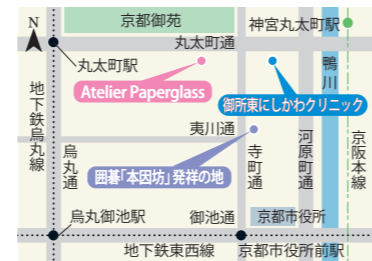 N
京都御苑
神宮丸太町駅
丸太町通
丸太町駅
Atelier Paperglass
御所東にしかわクリニック
鴨川
地下鉄烏丸線
夷川通
烏丸通
囲碁「本因坊」発祥の地
寺町通
河原町通
京阪本線
烏丸御池駅
御池通
京都市役所
地下鉄東西線
京都市役所前駅